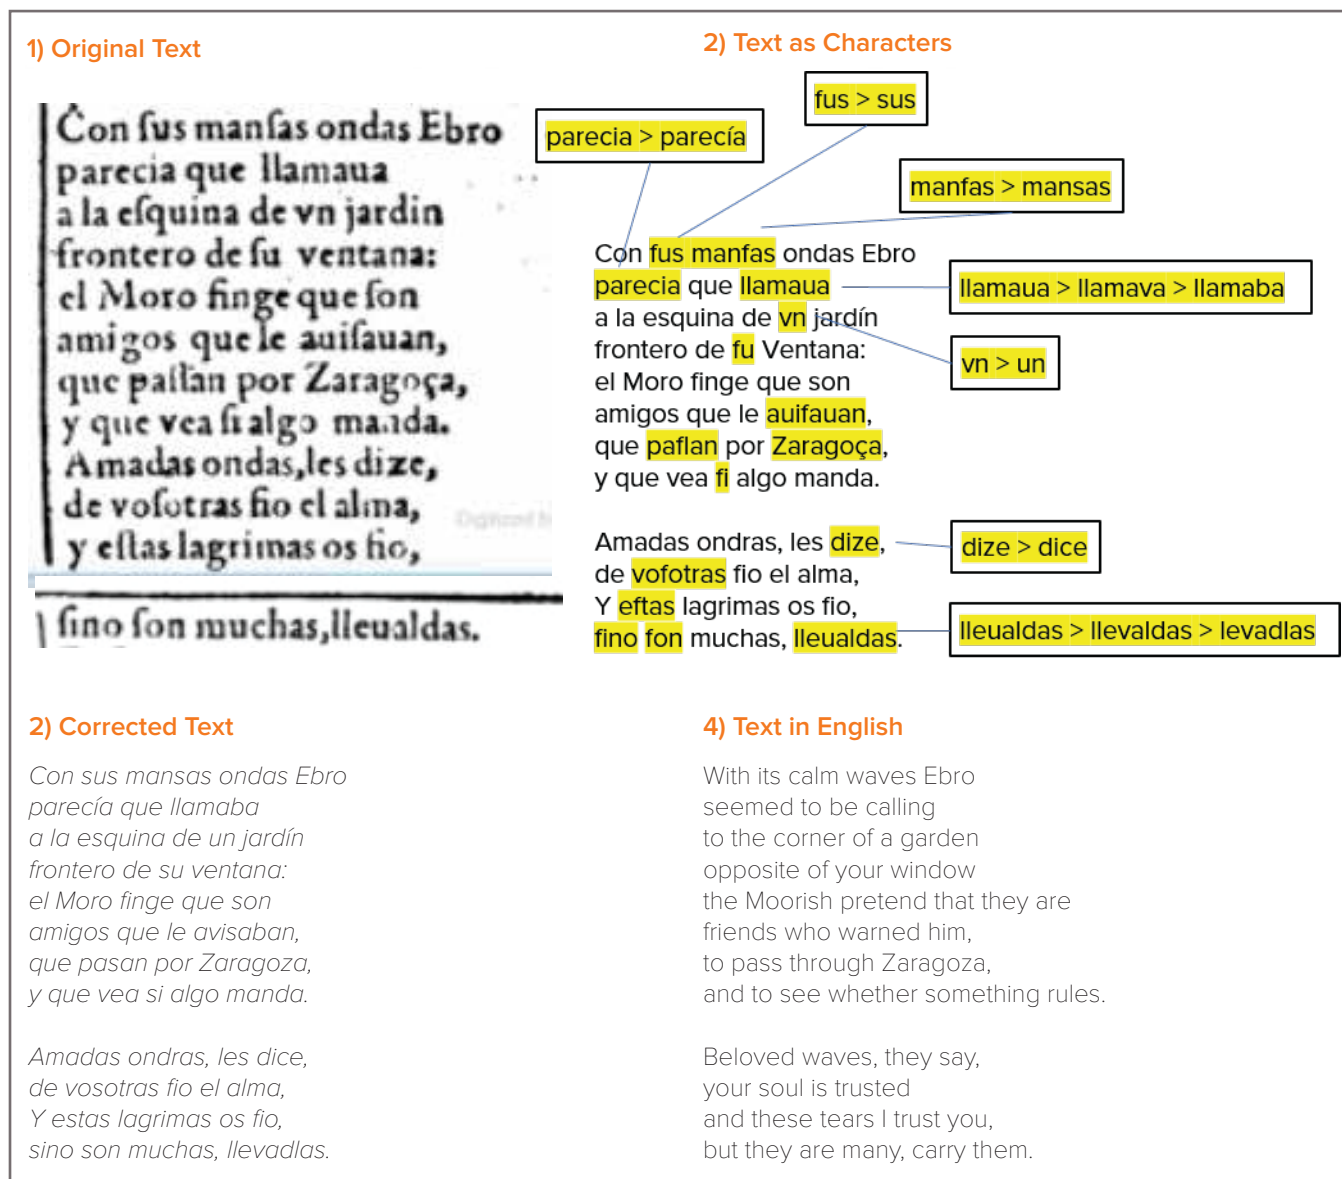 1) Original Text
Con ſus manſas ondas Ebro
parecia que llamaua
a la eſquina de vn jardin
frontero de ſu ventana:
el Moro finge que ſon
amigos que le auiſauan,
que paſſan por Zaragoça,
y que vea ſi algo manda.
Amadas ondas, les dize,
de voſotras fio el alma,
y eſtas lagrimas os fio,
ſino ſon muchas, lleualdas.
2) Text as Characters
fus > sus
parecia > parecía
manfas > mansas
Con fus manfas ondas Ebro
parecia que llamaua
a la esquina de vn jardín
frontero de fu Ventana:
el Moro finge que son
amigos que le auifauan,
que paflan por Zaragoça,
y que vea fi algo manda.
Amadas ondras, les dize,
de vofotras fio el alma,
Y eftas lagrimas os fio,
fino fon muchas, lleualdas.
llamaua > llamava > llamaba
vn > un
dize > dice
lleualdas > llevaldas > levadlas
2) Corrected Text
Con sus mansas ondas Ebro
parecía que llamaba
a la esquina de un jardín
frontero de su ventana:
el Moro finge que son
amigos que le avisaban,
que pasan por Zaragoza,
y que vea si algo manda.
Amadas ondras, les dice,
de vosotras fio el alma,
Y estas lagrimas os fio,
sino son muchas, llevadlas.
4) Text in English
With its calm waves Ebro
seemed to be calling
to the corner of a garden
opposite of your window
the Moorish pretend that they are
friends who warned him,
to pass through Zaragoza,
and to see whether something rules.
Beloved waves, they say,
your soul is trusted
and these tears I trust you,
but they are many, carry them.